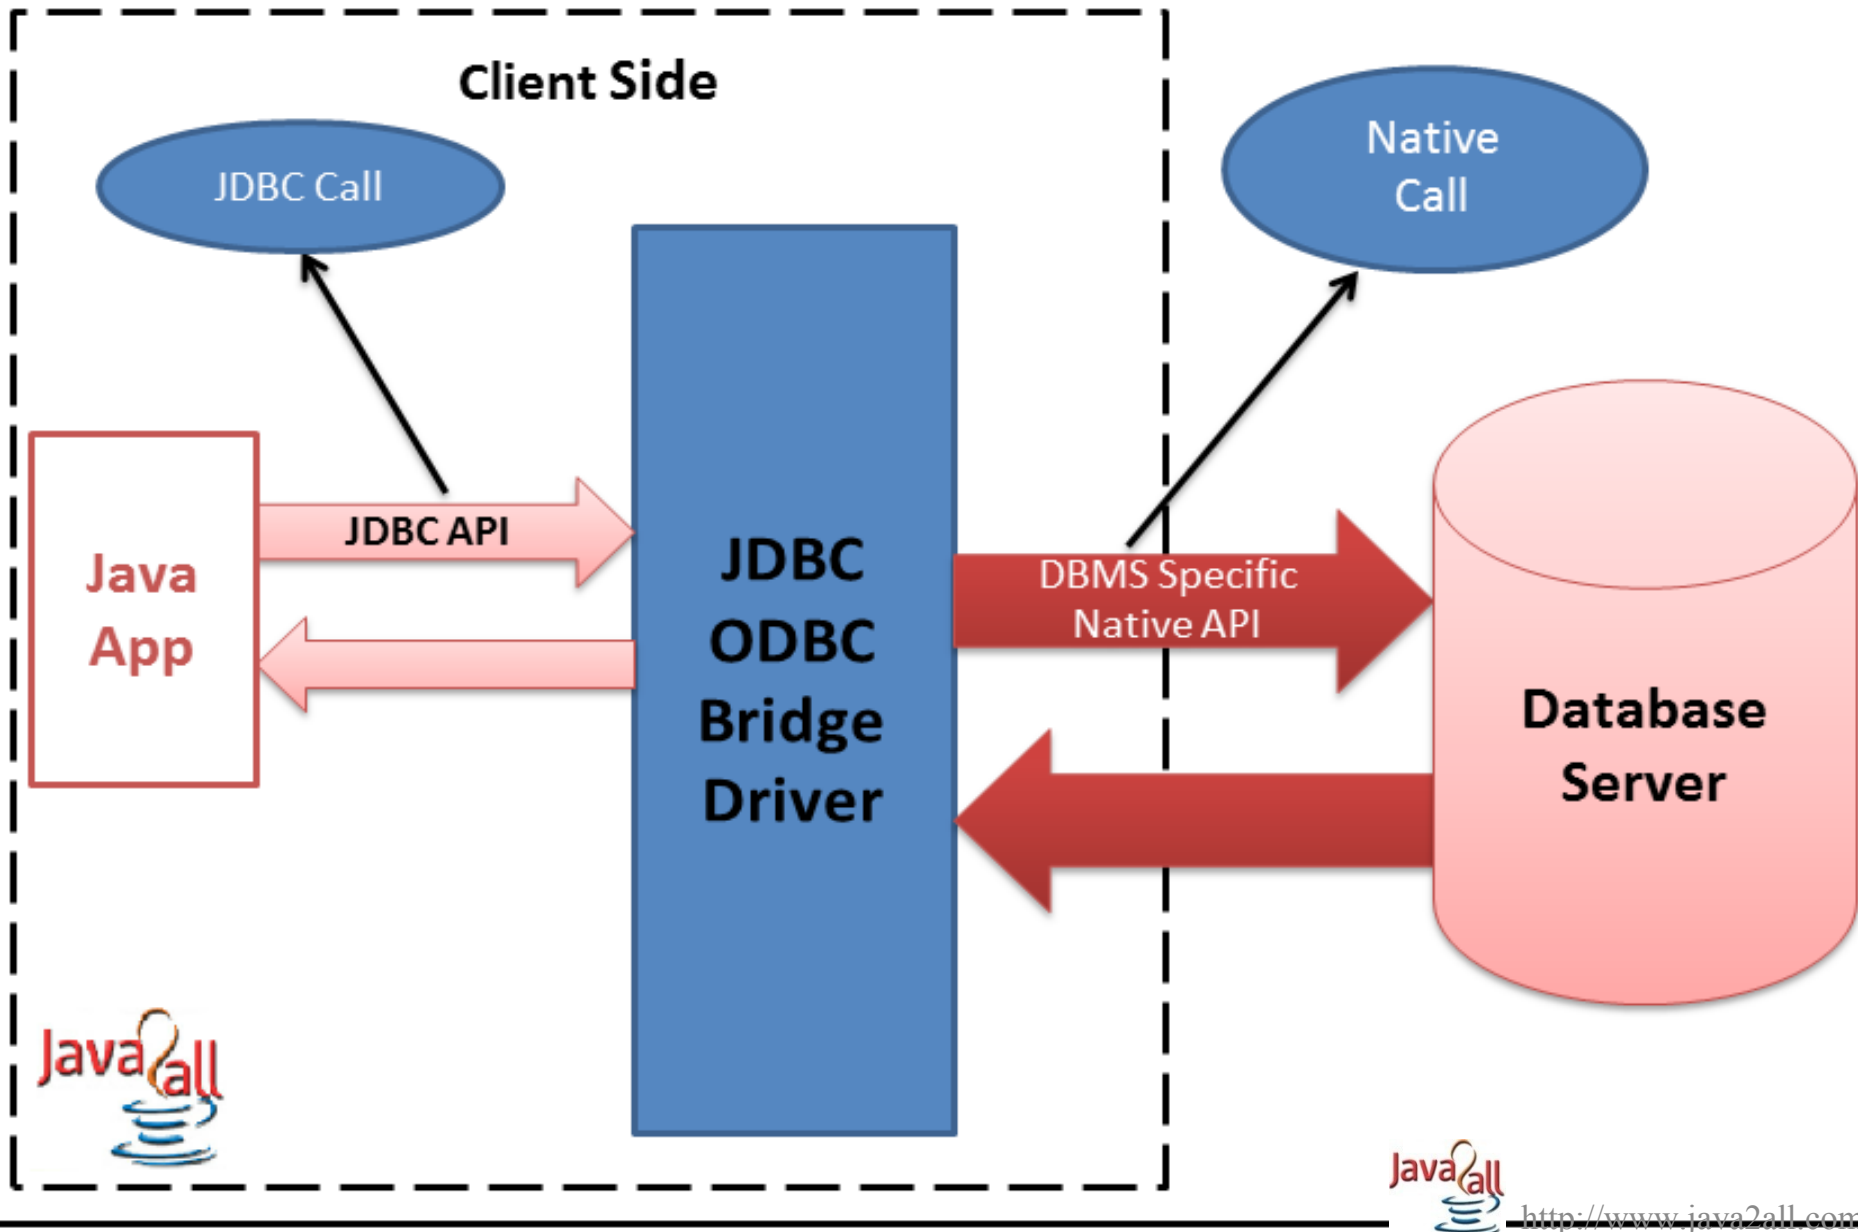 Client Side
JDBC Call
Native
Call
JDBC API
Java
App
JDBC
ODBC
Bridge
Driver
DBMS Specific
Native API
Database
Server
Java2all
Java2all
http://www.java2all.com